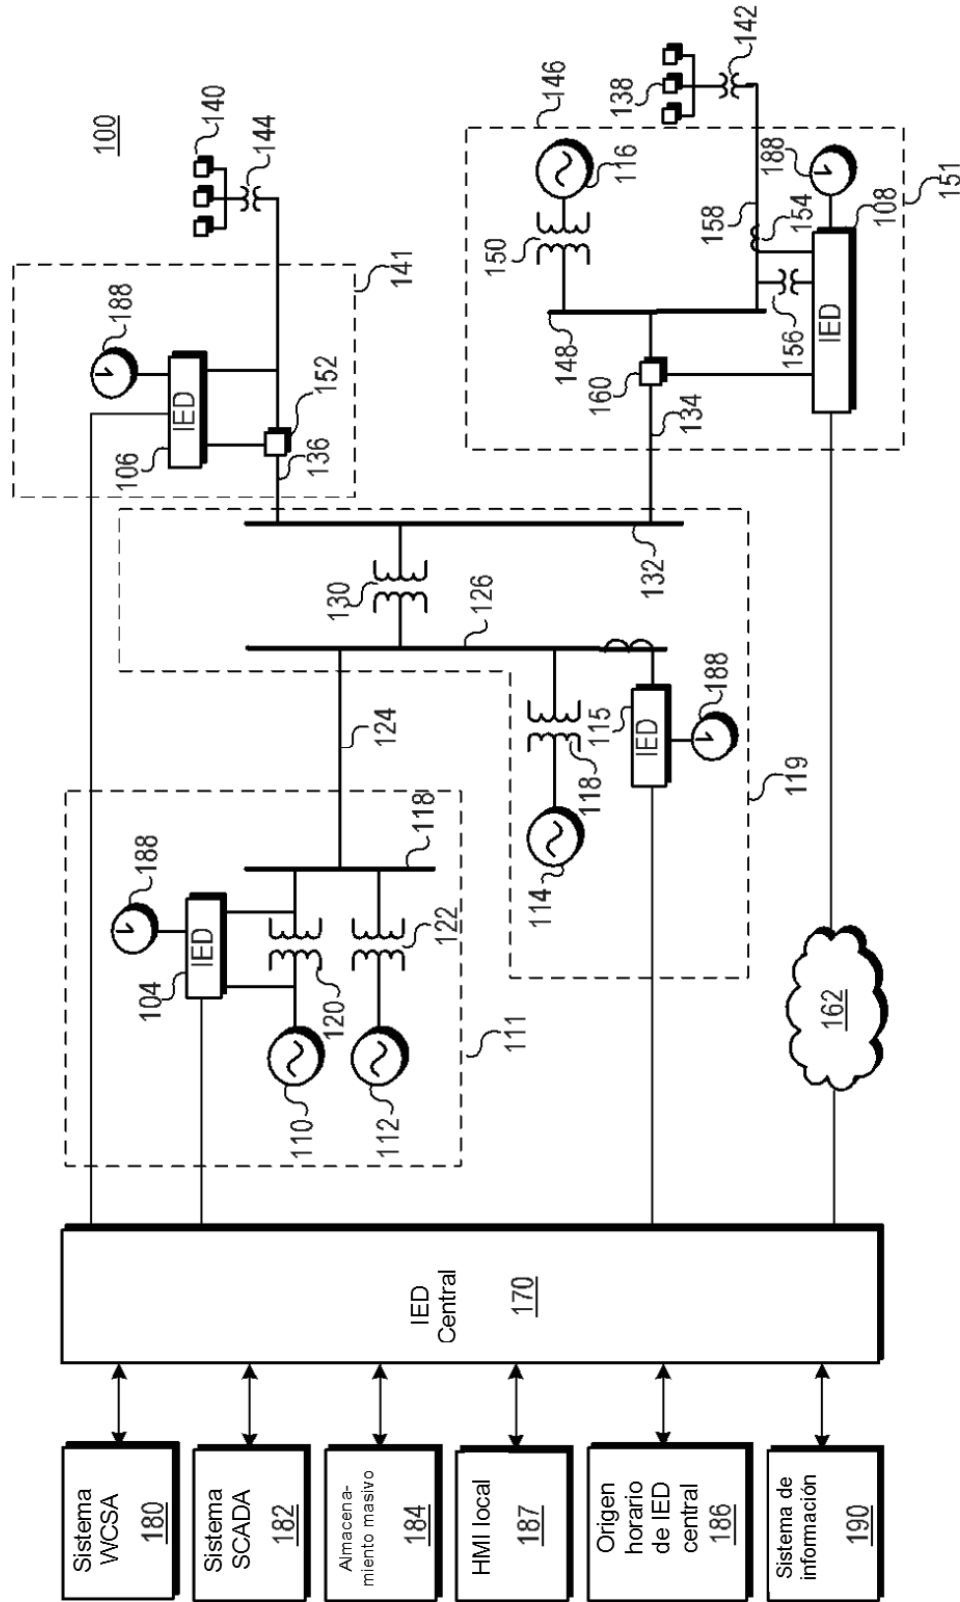 100
140
144
141
188
IED
106
152
136
138
142
146
116
150
188
158
154
108
151
148
156
IED
160
134
130
132
126
124
115
IED
188
118
114
119
188
IED
104
118
122
120
110
112
111
162
IED
Central
170
Sistema
WCSA
180
Sistema
SCADA
182
Almacena-
miento masivo
184
HMI local
187
Origen
horario
de IED
central
186
Sistema de
información
190